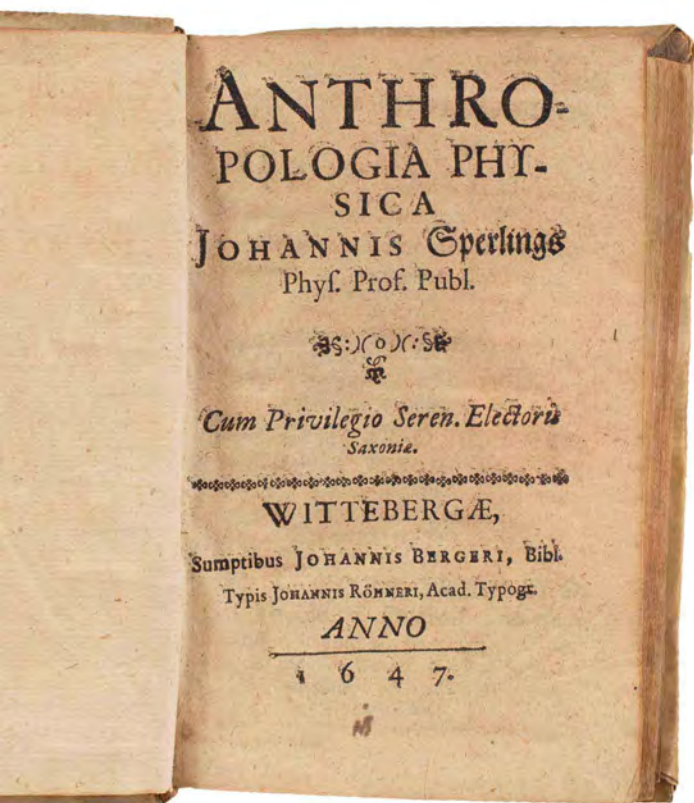 ANTHRO-
POLOGIA PHY-
SICA
JOHANNIS Sperlings
Phyſ. Prof. Publ.
§:)( o )(:§
Cum Privilegio Seren. Electoris
Saxoniæ.
WITTEBERGÆ,
Sumptibus JOHANNIS BERGERI, Bibl.
Typis JOHANNIS RÖHNERI, Acad. Typogr.
ANNO
1647.